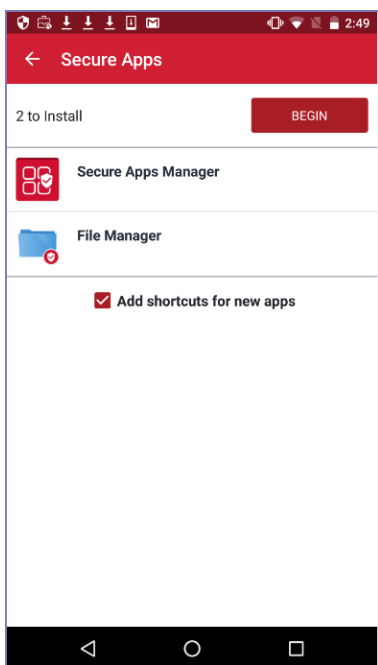 2:49
Secure Apps
2 to Install
BEGIN
Secure Apps Manager
File Manager
Add shortcuts for new apps